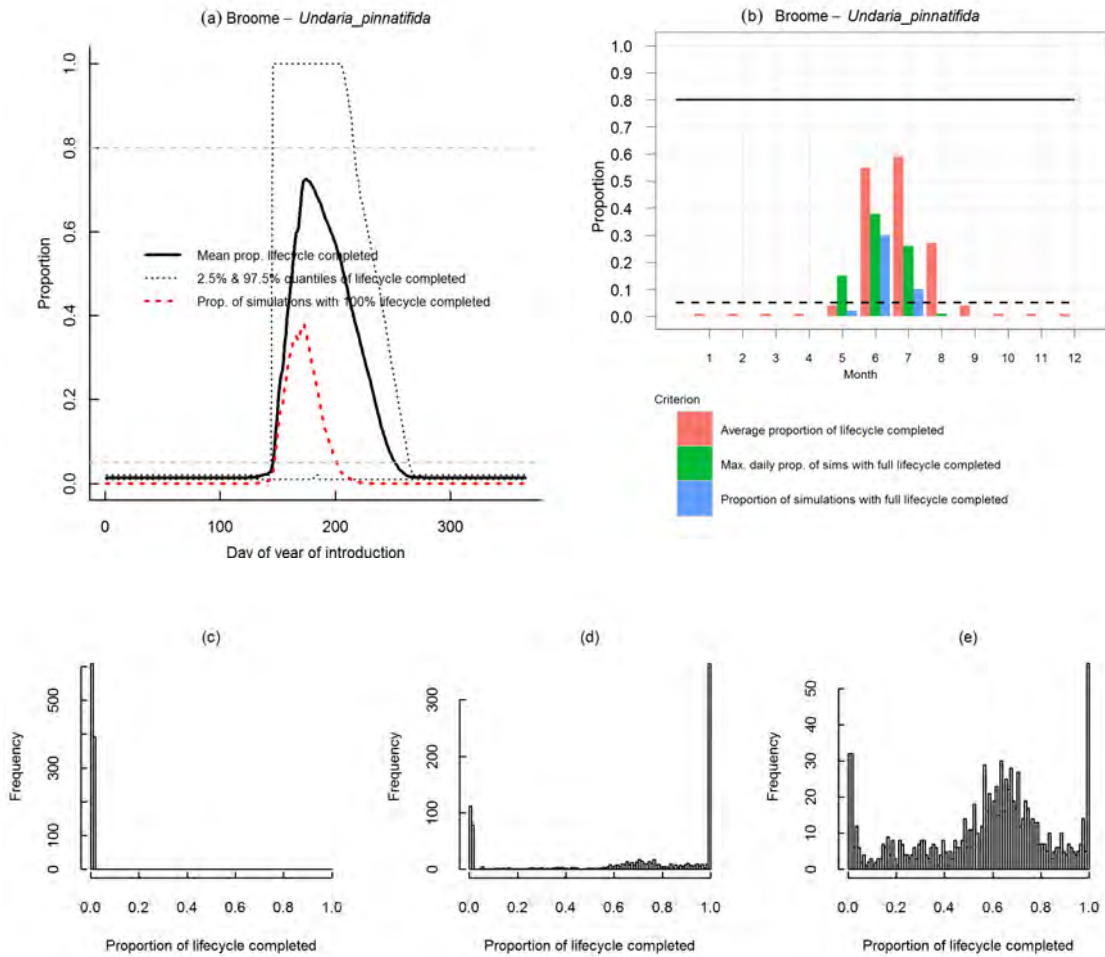 (a) Broome – Undaria_pinnatifida
1.0
0.8
0.6
0.4
0.2
0.0
Proportion
Mean prop. lifecycle completed
2.5% & 97.5% quantiles of lifecycle completed
Prop. of simulations with 100% lifecycle completed
0 100 200 300
Day of year of introduction
(b) Broome – Undaria_pinnatifida
1.0
0.9
0.8
0.7
0.6
0.5
0.4
0.3
0.2
0.1
0.0
Proportion
1 2 3 4 5 6 7 8 9 10 11 12
Month
Criterion
Average proportion of lifecycle completed
Max. daily prop. of sims with full lifecycle completed
Proportion of simulations with full lifecycle completed
(c)
500
300
100
0
Frequency
0.0 0.2 0.4 0.6 0.8 1.0
Proportion of lifecycle completed
(d)
300
200
100
0
Frequency
0.0 0.2 0.4 0.6 0.8 1.0
Proportion of lifecycle completed
(e)
50
40
30
20
10
0
Frequency
0.0 0.2 0.4 0.6 0.8 1.0
Proportion of lifecycle completed